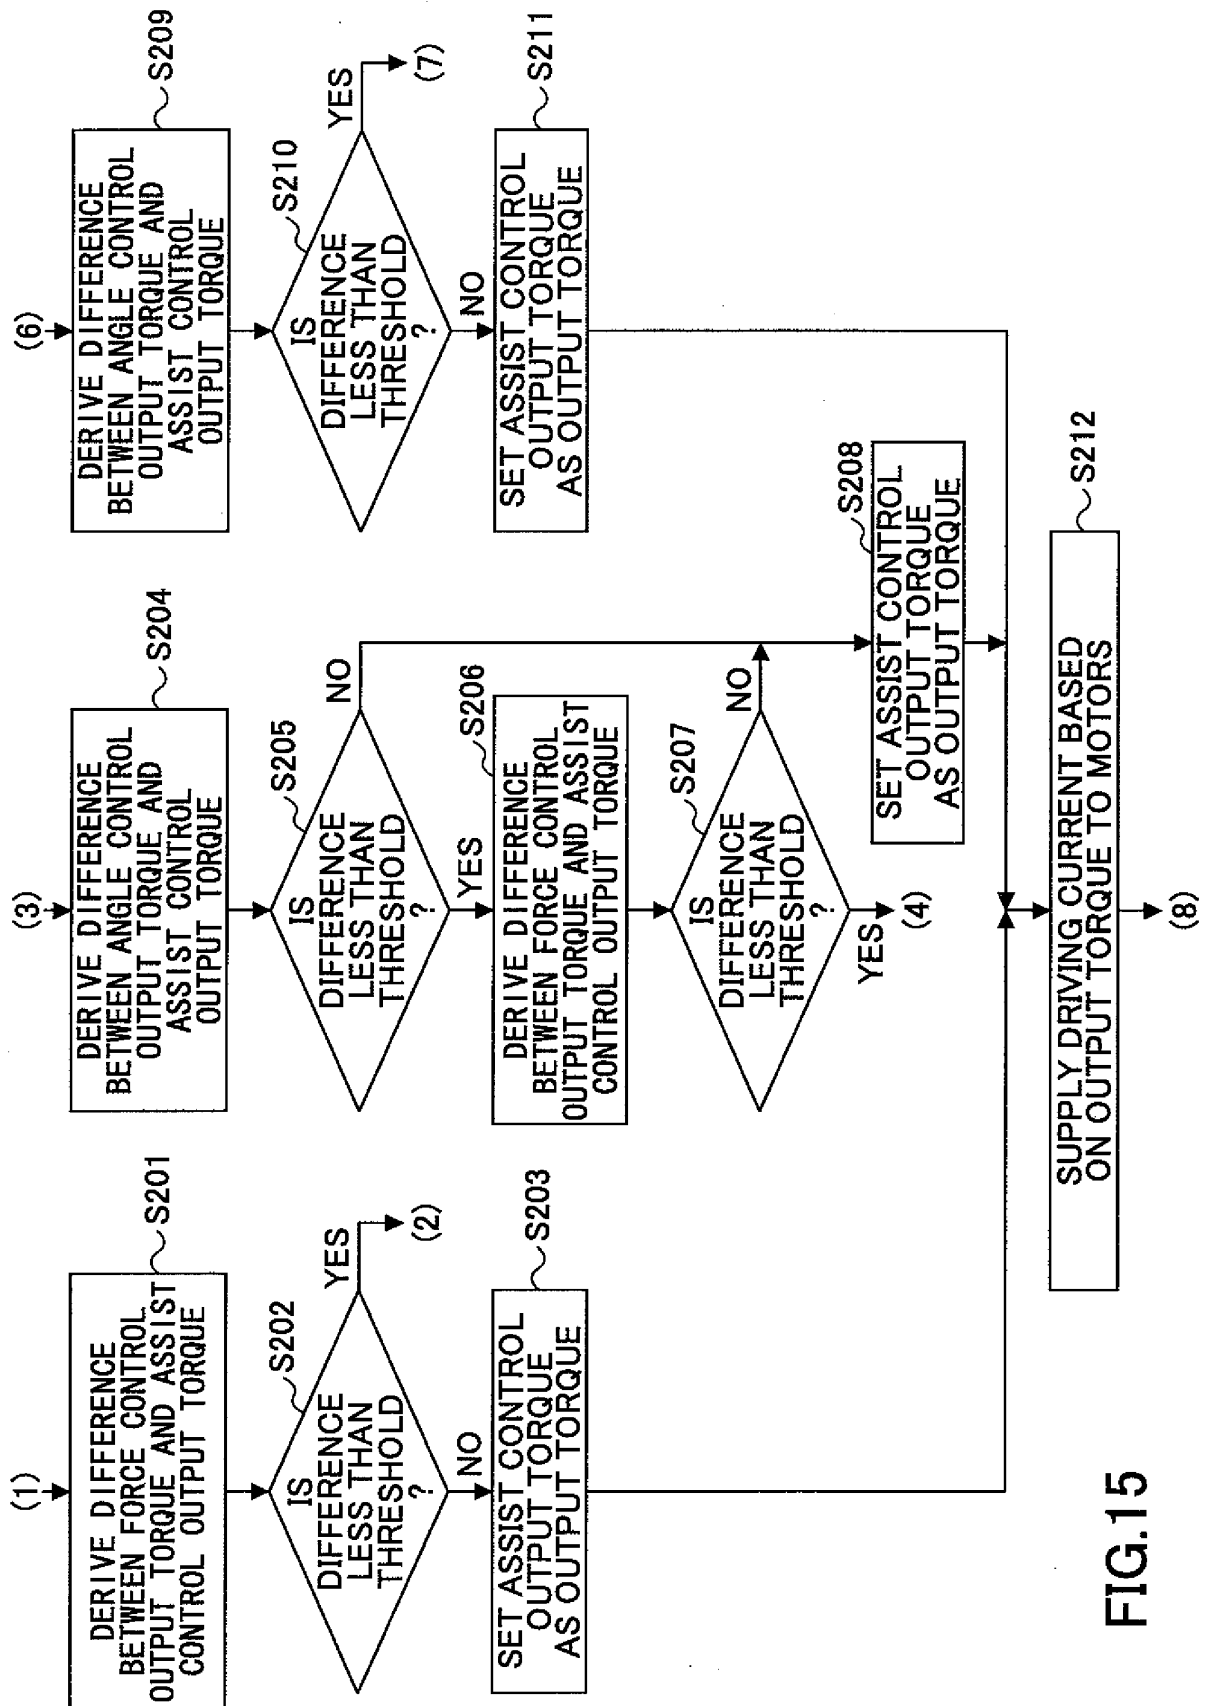 (1)
DERIVE DIFFERENCE
BETWEEN FORCE CONTROL
OUTPUT TORQUE AND ASSIST
CONTROL OUTPUT TORQUE
S201
IS
DIFFERENCE
LESS THAN
THRESHOLD
?
S202
YES
(2)
NO
SET ASSIST CONTROL
OUTPUT TORQUE
AS OUTPUT TORQUE
S203
(3)
DERIVE DIFFERENCE
BETWEEN ANGLE CONTROL
OUTPUT TORQUE AND
ASSIST CONTROL
OUTPUT TORQUE
S204
IS
DIFFERENCE
LESS THAN
THRESHOLD
?
S205
NO
YES
DERIVE DIFFERENCE
BETWEEN FORCE CONTROL
OUTPUT TORQUE AND ASSIST
CONTROL OUTPUT TORQUE
S206
IS
DIFFERENCE
LESS THAN
THRESHOLD
?
S207
NO
YES
(4)
SET ASSIST CONTROL
OUTPUT TORQUE
AS OUTPUT TORQUE
S208
(6)
DERIVE DIFFERENCE
BETWEEN ANGLE CONTROL
OUTPUT TORQUE AND
ASSIST CONTROL
OUTPUT TORQUE
S209
IS
DIFFERENCE
LESS THAN
THRESHOLD
?
S210
YES
(7)
NO
SET ASSIST CONTROL
OUTPUT TORQUE
AS OUTPUT TORQUE
S211
SUPPLY DRIVING CURRENT BASED
ON OUTPUT TORQUE TO MOTORS
S212
(8)
FIG.15